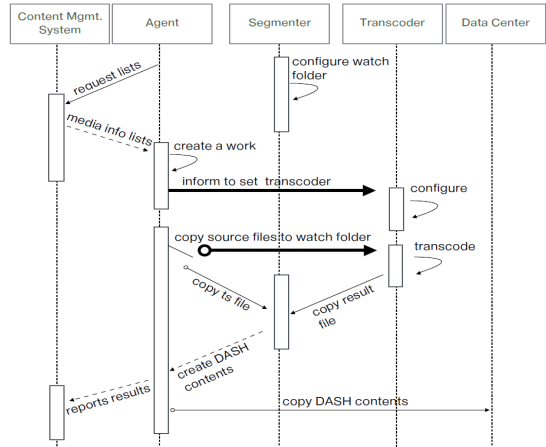 Content Mgmt.
System
Agent
Segmenter
Transcoder
Data Center
request lists
configure watch
folder
media info lists
create a work
inform to set transcoder
configure
copy source files to watch folder
transcode
copy ts file
copy result
file
create DASH
contents
reports results
copy DASH contents